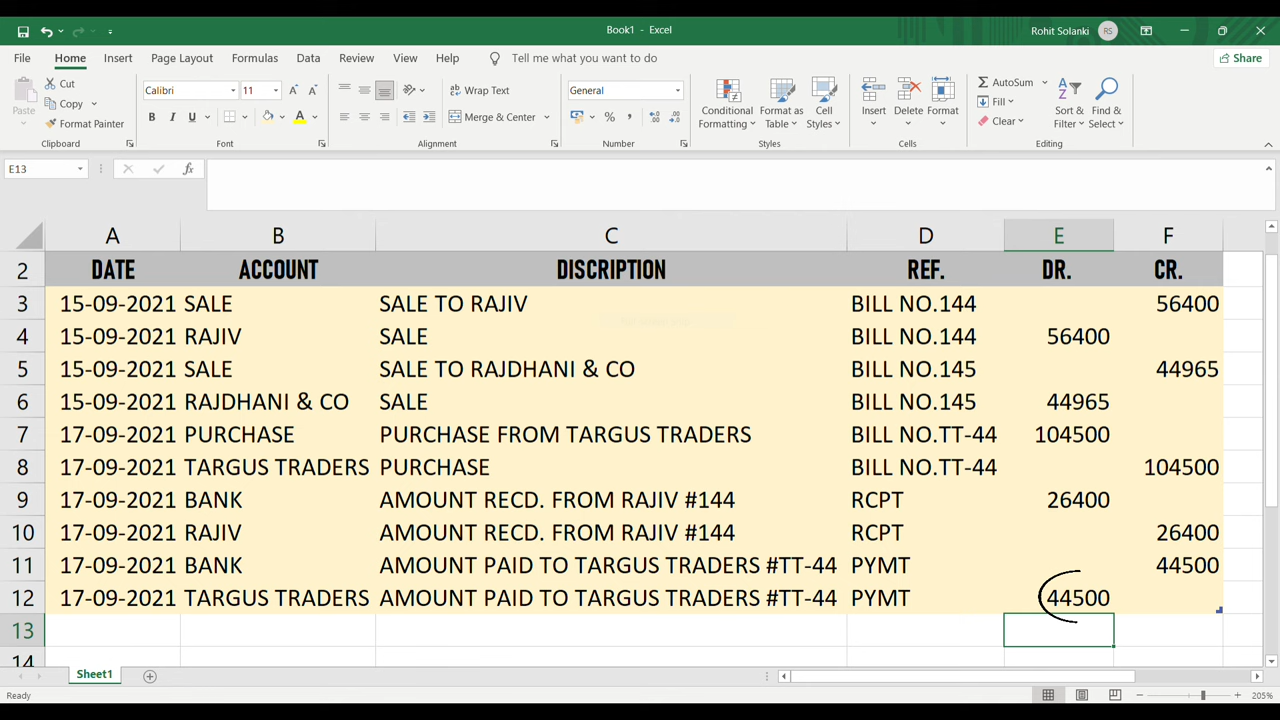 Book1 - Excel
Rohit Solanki RS
File Home Insert Page Layout Formulas Data Review View Help Tell me what you want to do Share
Paste Cut Copy Format Painter Clipboard
Calibri 11 B I U Font
Wrap Text Merge & Center Alignment
General % Number
Conditional Formatting Format as Table Cell Styles Styles
Insert Delete Format Cells
AutoSum Fill Clear Sort & Filter Find & Select Editing
E13 fx
A B C D E F
2 DATE ACCOUNT DISCRIPTION REF. DR. CR.
3 15-09-2021 SALE SALE TO RAJIV BILL NO.144 56400
4 15-09-2021 RAJIV SALE BILL NO.144 56400
5 15-09-2021 SALE SALE TO RAJDHANI & CO BILL NO.145 44965
6 15-09-2021 RAJDHANI & CO SALE BILL NO.145 44965
7 17-09-2021 PURCHASE PURCHASE FROM TARGUS TRADERS BILL NO.TT-44 104500
8 17-09-2021 TARGUS TRADERS PURCHASE BILL NO.TT-44 104500
9 17-09-2021 BANK AMOUNT RECD. FROM RAJIV #144 RCPT 26400
10 17-09-2021 RAJIV AMOUNT RECD. FROM RAJIV #144 RCPT 26400
11 17-09-2021 BANK AMOUNT PAID TO TARGUS TRADERS #TT-44 PYMT 44500
12 17-09-2021 TARGUS TRADERS AMOUNT PAID TO TARGUS TRADERS #TT-44 PYMT 44500
13
14
Sheet1
Ready 205%